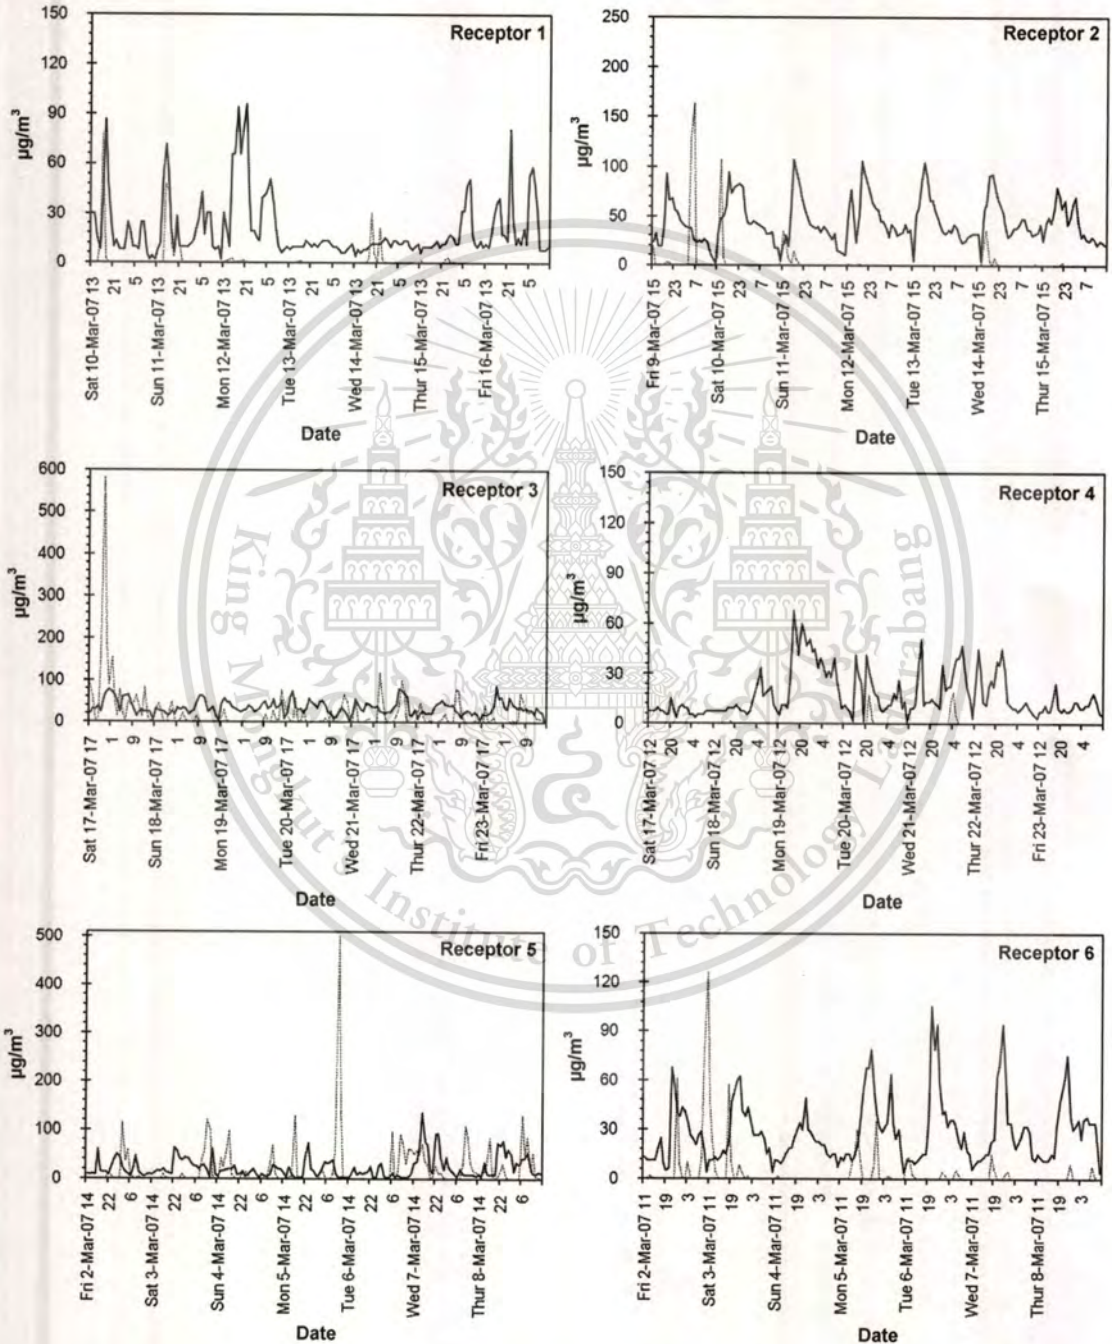 Receptor 1
150
120
90
60
30
0
µg/m³
Sat 10-Mar-07 13
21
5
Sun 11-Mar-07 13
21
5
Mon 12-Mar-07 13
21
5
Tue 13-Mar-07 13
21
5
Wed 14-Mar-07 13
21
5
Thur 15-Mar-07 13
21
5
Fri 16-Mar-07 13
21
5
Date
Receptor 2
250
200
150
100
50
0
µg/m³
Fri 9-Mar-07 15
23
7
Sat 10-Mar-07 15
23
7
Sun 11-Mar-07 15
23
7
Mon 12-Mar-07 15
23
7
Tue 13-Mar-07 15
23
7
Wed 14-Mar-07 15
23
7
Thur 15-Mar-07 15
23
7
Date
Receptor 3
600
500
400
300
200
100
0
µg/m³
Sat 17-Mar-07 17
1
9
Sun 18-Mar-07 17
1
9
Mon 19-Mar-07 17
1
9
Tue 20-Mar-07 17
1
9
Wed 21-Mar-07 17
1
9
Thur 22-Mar-07 17
1
9
Fri 23-Mar-07 17
1
9
Date
Receptor 4
150
120
90
60
30
0
µg/m³
Sat 17-Mar-07 12
20
4
Sun 18-Mar-07 12
20
4
Mon 19-Mar-07 12
20
4
Tue 20-Mar-07 12
20
4
Wed 21-Mar-07 12
20
4
Thur 22-Mar-07 12
20
4
Fri 23-Mar-07 12
20
4
Date
Receptor 5
500
400
300
200
100
0
µg/m³
Fri 2-Mar-07 14
22
6
Sat 3-Mar-07 14
22
6
Sun 4-Mar-07 14
22
6
Mon 5-Mar-07 14
22
6
Tue 6-Mar-07 14
22
6
Wed 7-Mar-07 14
22
6
Thur 8-Mar-07 14
22
6
Date
Receptor 6
150
120
90
60
30
0
µg/m³
Fri 2-Mar-07 11
19
3
Sat 3-Mar-07 11
19
3
Sun 4-Mar-07 11
19
3
Mon 5-Mar-07 11
19
3
Tue 6-Mar-07 11
19
3
Wed 7-Mar-07 11
19
3
Thur 8-Mar-07 11
19
3
Date
King Mongkut's Institute of Technology Ladkrabang